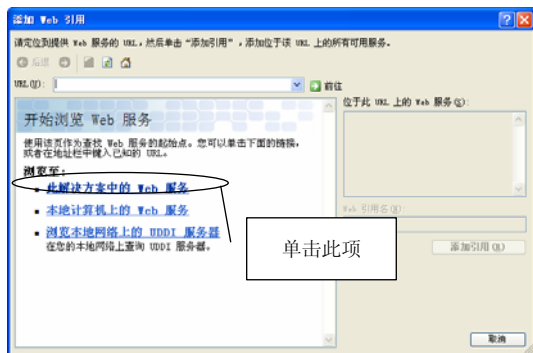 添加 Web 引用
请定位到提供 Web 服务的 URL，然后单击“添加引用”，添加位于该 URL 上的所有可用服务。
后退
URL(U):
前往
开始浏览 Web 服务
使用该页作为查找 Web 服务的起始点。您可以单击下面的链接，
或者在地址栏中键入已知的 URL。
浏览至:
此解决方案中的 Web 服务
本地计算机上的 Web 服务
浏览本地网络上的 UDDI 服务器
在您的本地网络上查询 UDDI 服务器。
单击此项
位于此 URL 上的 Web 服务(S):
Web 引用名(N):
添加引用(R)
取消